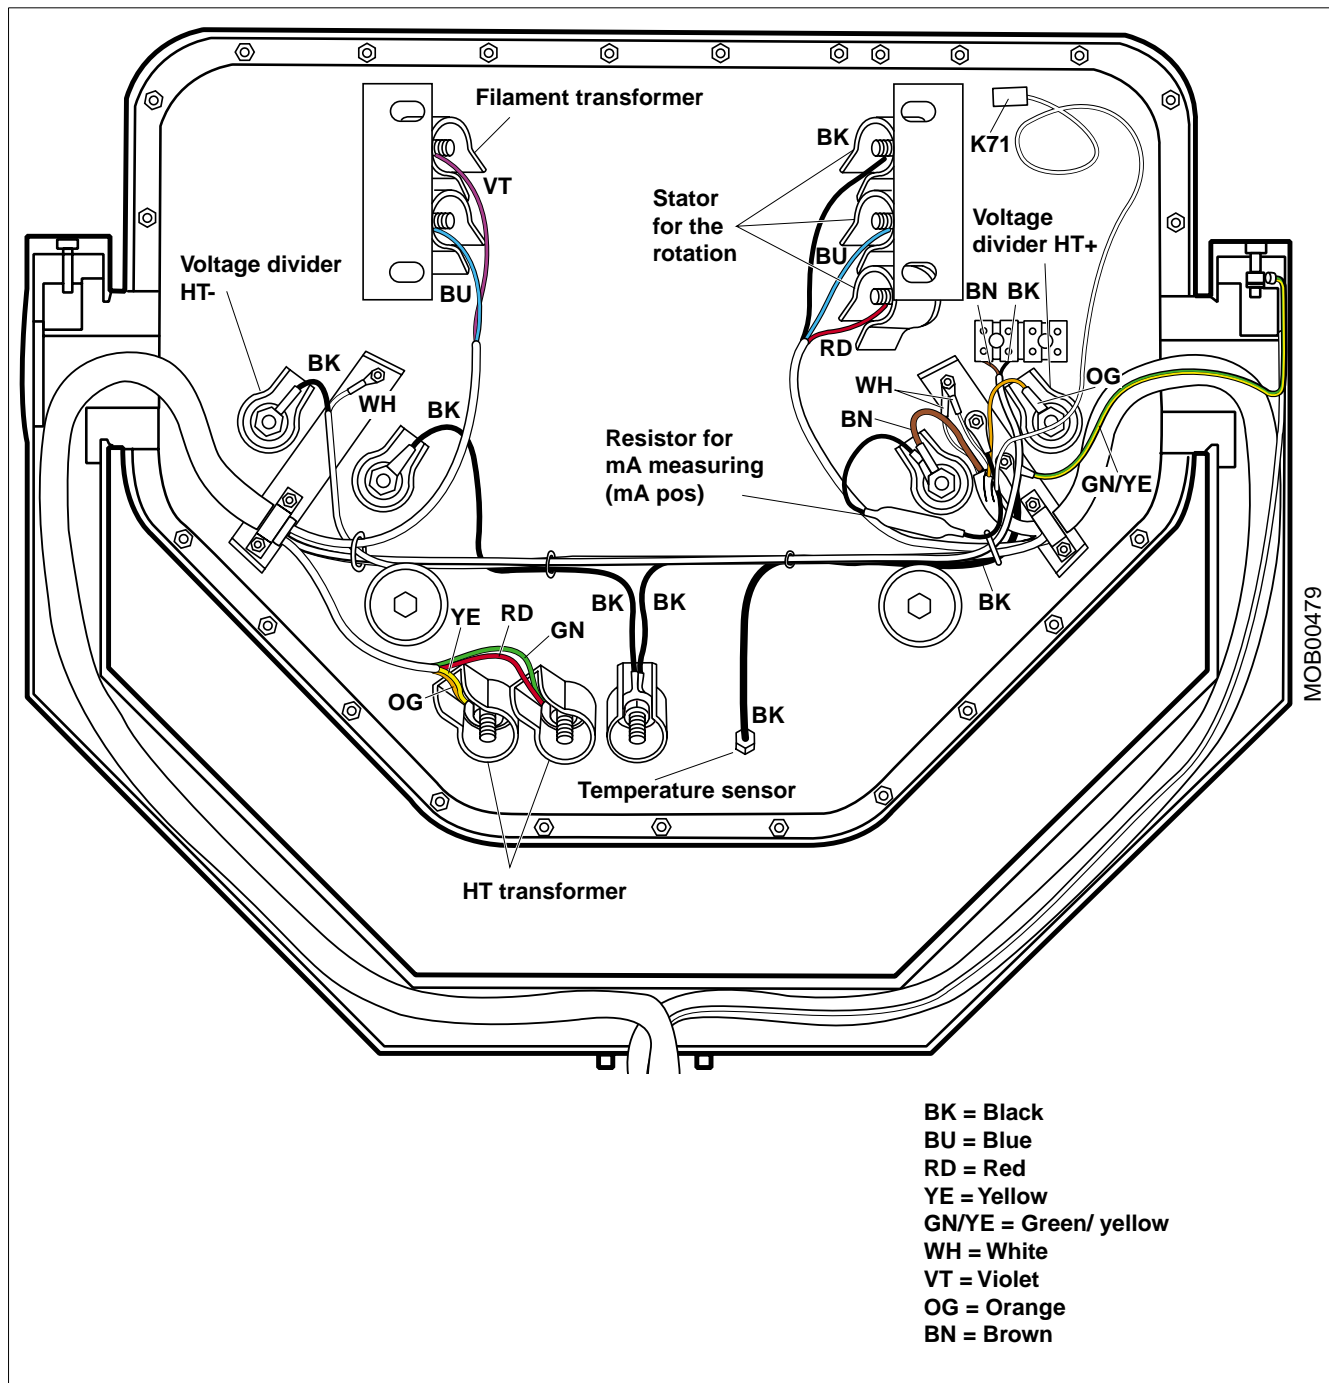 Filament transformer
BK
K71
VT
Stator
for the
rotation
Voltage
divider HT+
Voltage divider
HT-
BU
BU
BN
BK
RD
BK
WH
BK
WH
OG
BN
Resistor for
mA measuring
(mA pos)
GN/YE
BK
BK
BK
YE
RD
GN
OG
BK
Temperature sensor
HT transformer
MOB00479
BK = Black
BU = Blue
RD = Red
YE = Yellow
GN/YE = Green/ yellow
WH = White
VT = Violet
OG = Orange
BN = Brown